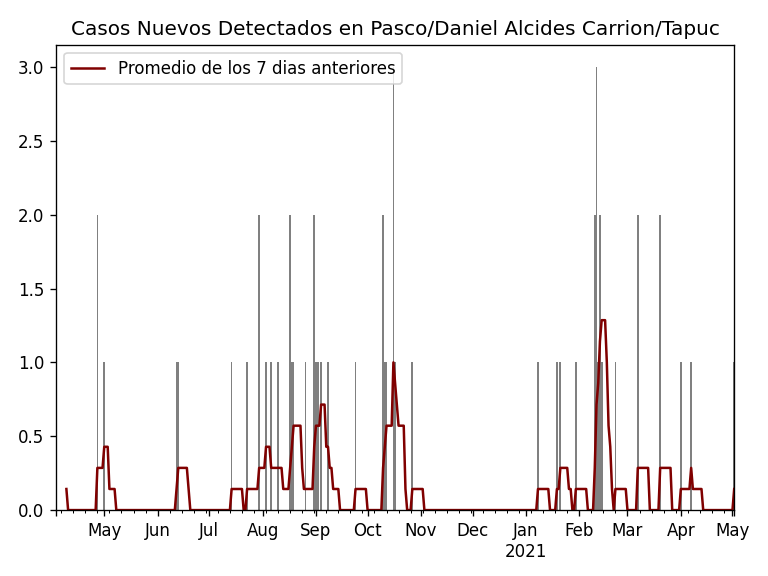 Casos Nuevos Detectados en Pasco/Daniel Alcides Carrion/Tapuc
Promedio de los 7 dias anteriores
3.0
2.5
2.0
1.5
1.0
0.5
0.0
May Jun Jul Aug Sep Oct Nov Dec Jan Feb Mar Apr May
2021